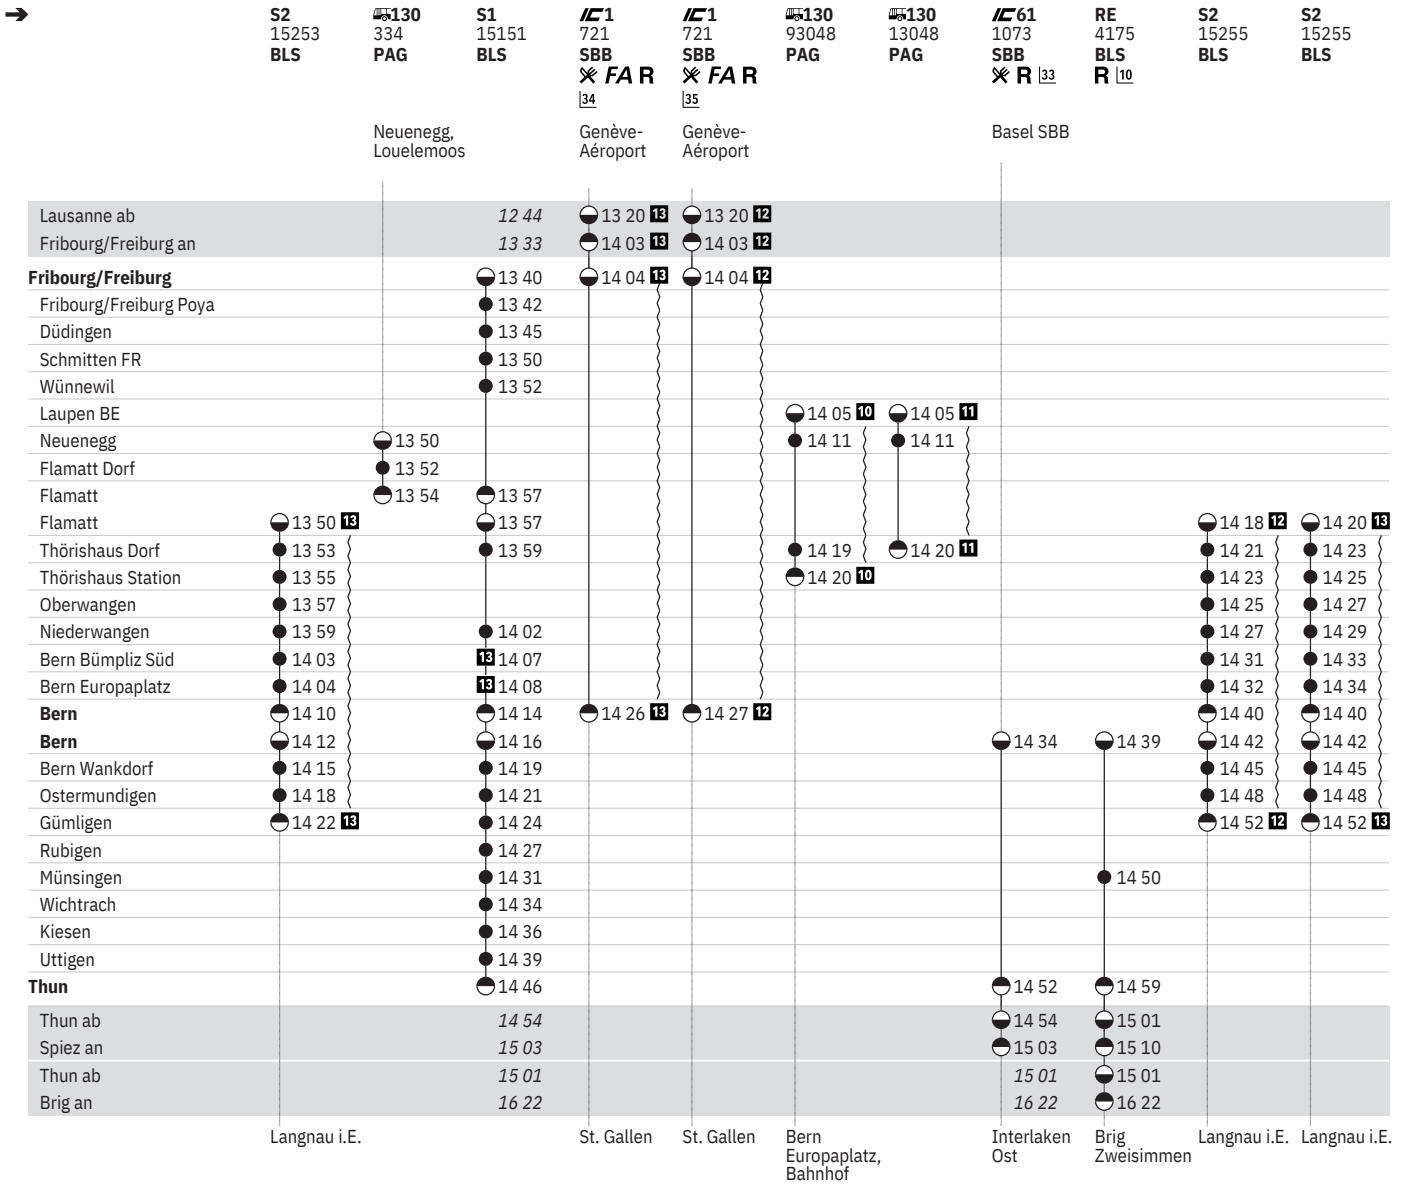 ➔ S2 130 S1 IC1 IC1 130 130 IC61 RE S2 S2
15253 334 15151 721 721 93048 13048 1073 4175 15255 15255
BLS PAG BLS SBB SBB PAG PAG SBB BLS BLS BLS
FA R FA R R 33 R 10
34 35
Neuenegg, Genève- Genève- Basel SBB
Louelemoos Aéroport Aéroport
Lausanne ab 12 44 13 20 13 13 20 12
Fribourg/Freiburg an 13 33 14 03 13 14 03 12
Fribourg/Freiburg 13 40 14 04 13 14 04 12
Fribourg/Freiburg Poya 13 42
Düdingen 13 45
Schmitten FR 13 50
Wünnewil 13 52
Laupen BE 14 05 10 14 05 11
Neuenegg 13 50 14 11 14 11
Flamatt Dorf 13 52
Flamatt 13 54 13 57
Flamatt 13 50 13 13 57 14 18 12 14 20 13
Thörishaus Dorf 13 53 13 59 14 19 14 20 11 14 21 14 23
Thörishaus Station 13 55 14 20 10 14 23 14 25
Oberwangen 13 57 14 25 14 27
Niederwangen 13 59 14 02 14 27 14 29
Bern Bümpliz Süd 14 03 13 14 07 14 31 14 33
Bern Europaplatz 14 04 13 14 08 14 32 14 34
Bern 14 10 14 14 14 26 13 14 27 12 14 40 14 40
Bern 14 12 14 16 14 34 14 39 14 42 14 42
Bern Wankdorf 14 15 14 19 14 45 14 45
Ostermundigen 14 18 14 21 14 48 14 48
Gümligen 14 22 13 14 24 14 52 12 14 52 13
Rubigen 14 27
Münsingen 14 31 14 50
Wichtrach 14 34
Kiesen 14 36
Uttigen 14 39
Thun 14 46 14 52 14 59
Thun ab 14 54 14 54 15 01
Spiez an 15 03 15 03 15 10
Thun ab 15 01 15 01 15 01
Brig an 16 22 16 22 16 22
Langnau i.E. St. Gallen St. Gallen Bern Interlaken Brig Langnau i.E. Langnau i.E.
Europaplatz, Ost Zweisimmen
Bahnhof